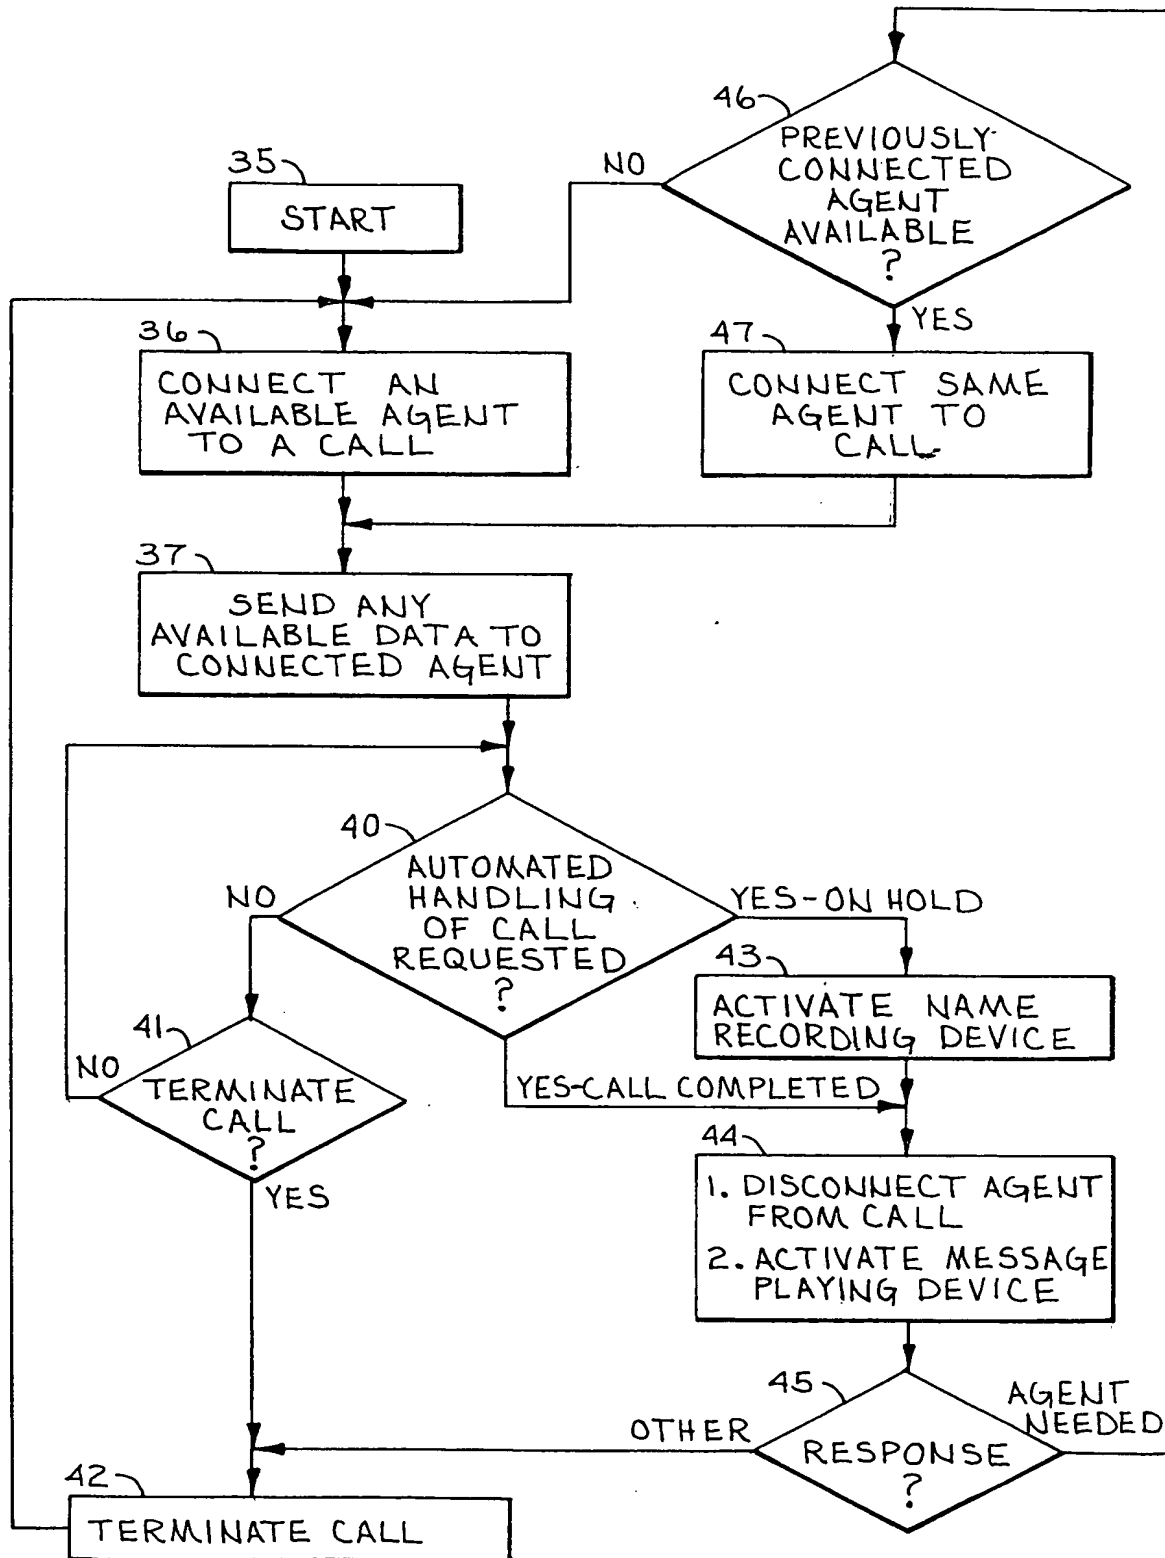 46
PREVIOUSLY
CONNECTED
AGENT
AVAILABLE
?
NO
YES
35
START
36
CONNECT AN
AVAILABLE AGENT
TO A CALL
47
CONNECT SAME
AGENT TO
CALL
37
SEND ANY
AVAILABLE DATA TO
CONNECTED AGENT
40
AUTOMATED
HANDLING
OF CALL
REQUESTED
?
NO
YES-ON HOLD
YES-CALL COMPLETED
43
ACTIVATE NAME
RECORDING DEVICE
41
TERMINATE
CALL
?
NO
YES
44
1. DISCONNECT AGENT
FROM CALL
2. ACTIVATE MESSAGE
PLAYING DEVICE
45
RESPONSE
?
OTHER
AGENT
NEEDED
42
TERMINATE CALL